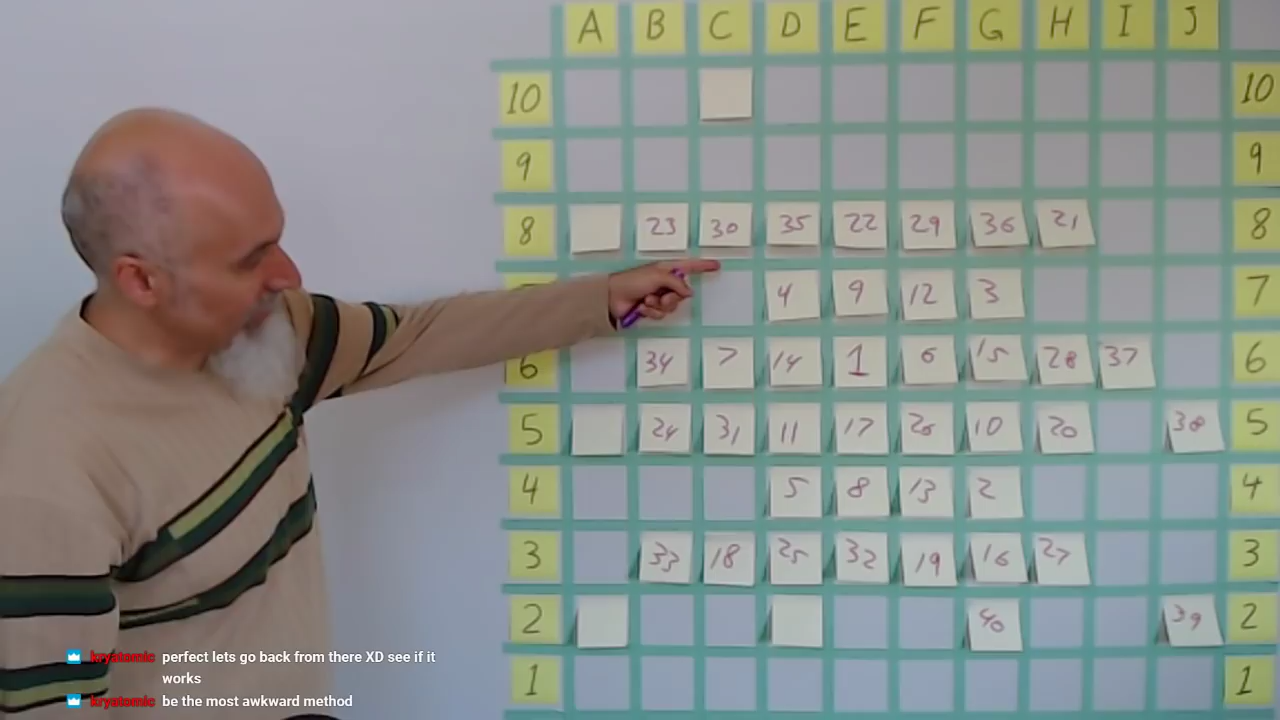 A B C D E F G H I J
10 10
9 9
8 23 30 35 22 29 36 21 8
4 9 12 3 7
6 34 7 14 1 6 15 28 37 6
5 24 31 11 17 26 10 20 38 5
4 5 8 13 2 4
3 33 18 25 32 19 16 27 3
2 40 39 2
1 1
kryatomic perfect lets go back from there XD see if it
works
kryatomic be the most awkward method